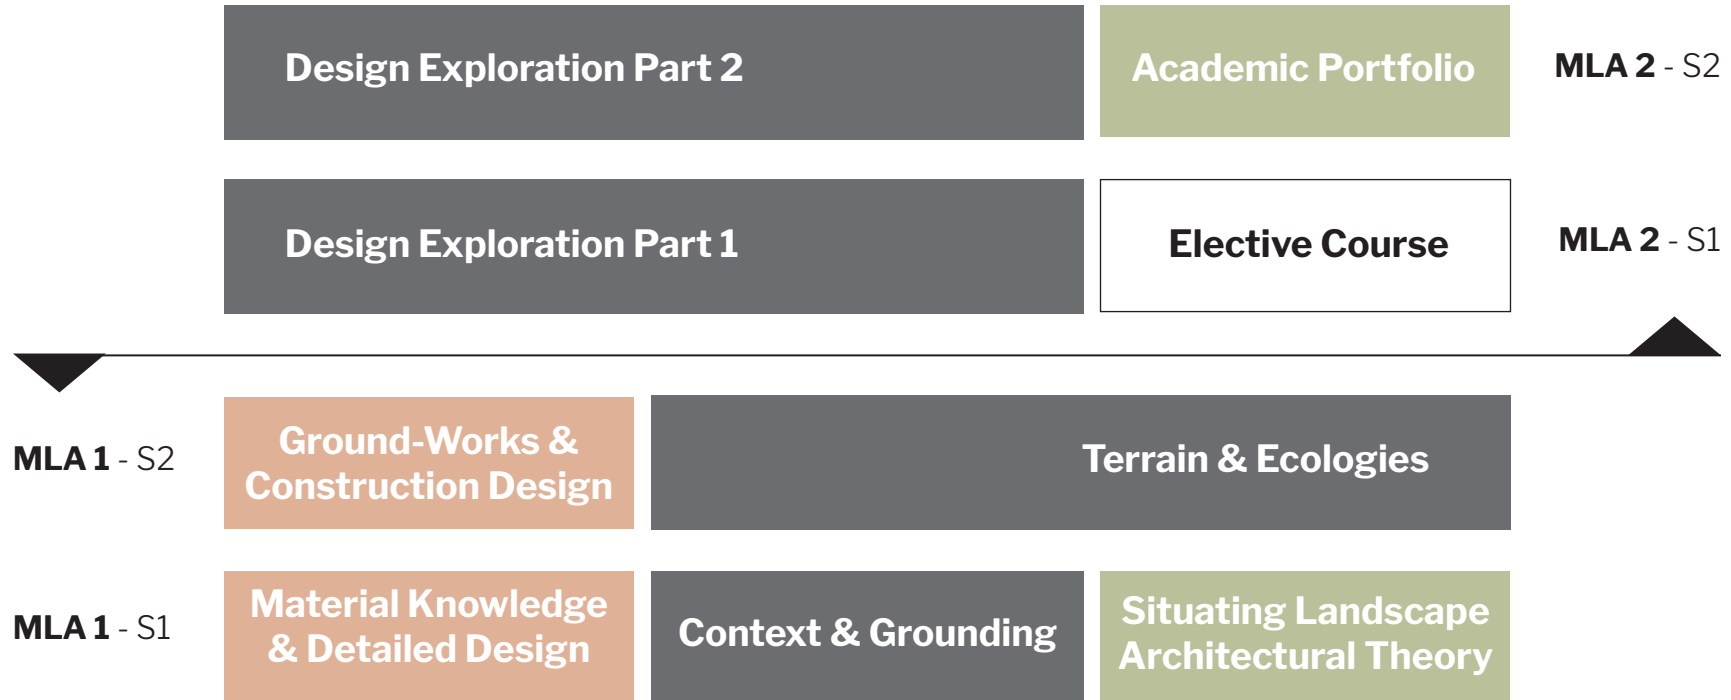 Design Exploration Part 2
Academic Portfolio
MLA 2 - S2
Design Exploration Part 1
Elective Course
MLA 2 - S1
MLA 1 - S2
Ground-Works &
Construction Design
Terrain & Ecologies
MLA 1 - S1
Material Knowledge
& Detailed Design
Context & Grounding
Situating Landscape
Architectural Theory